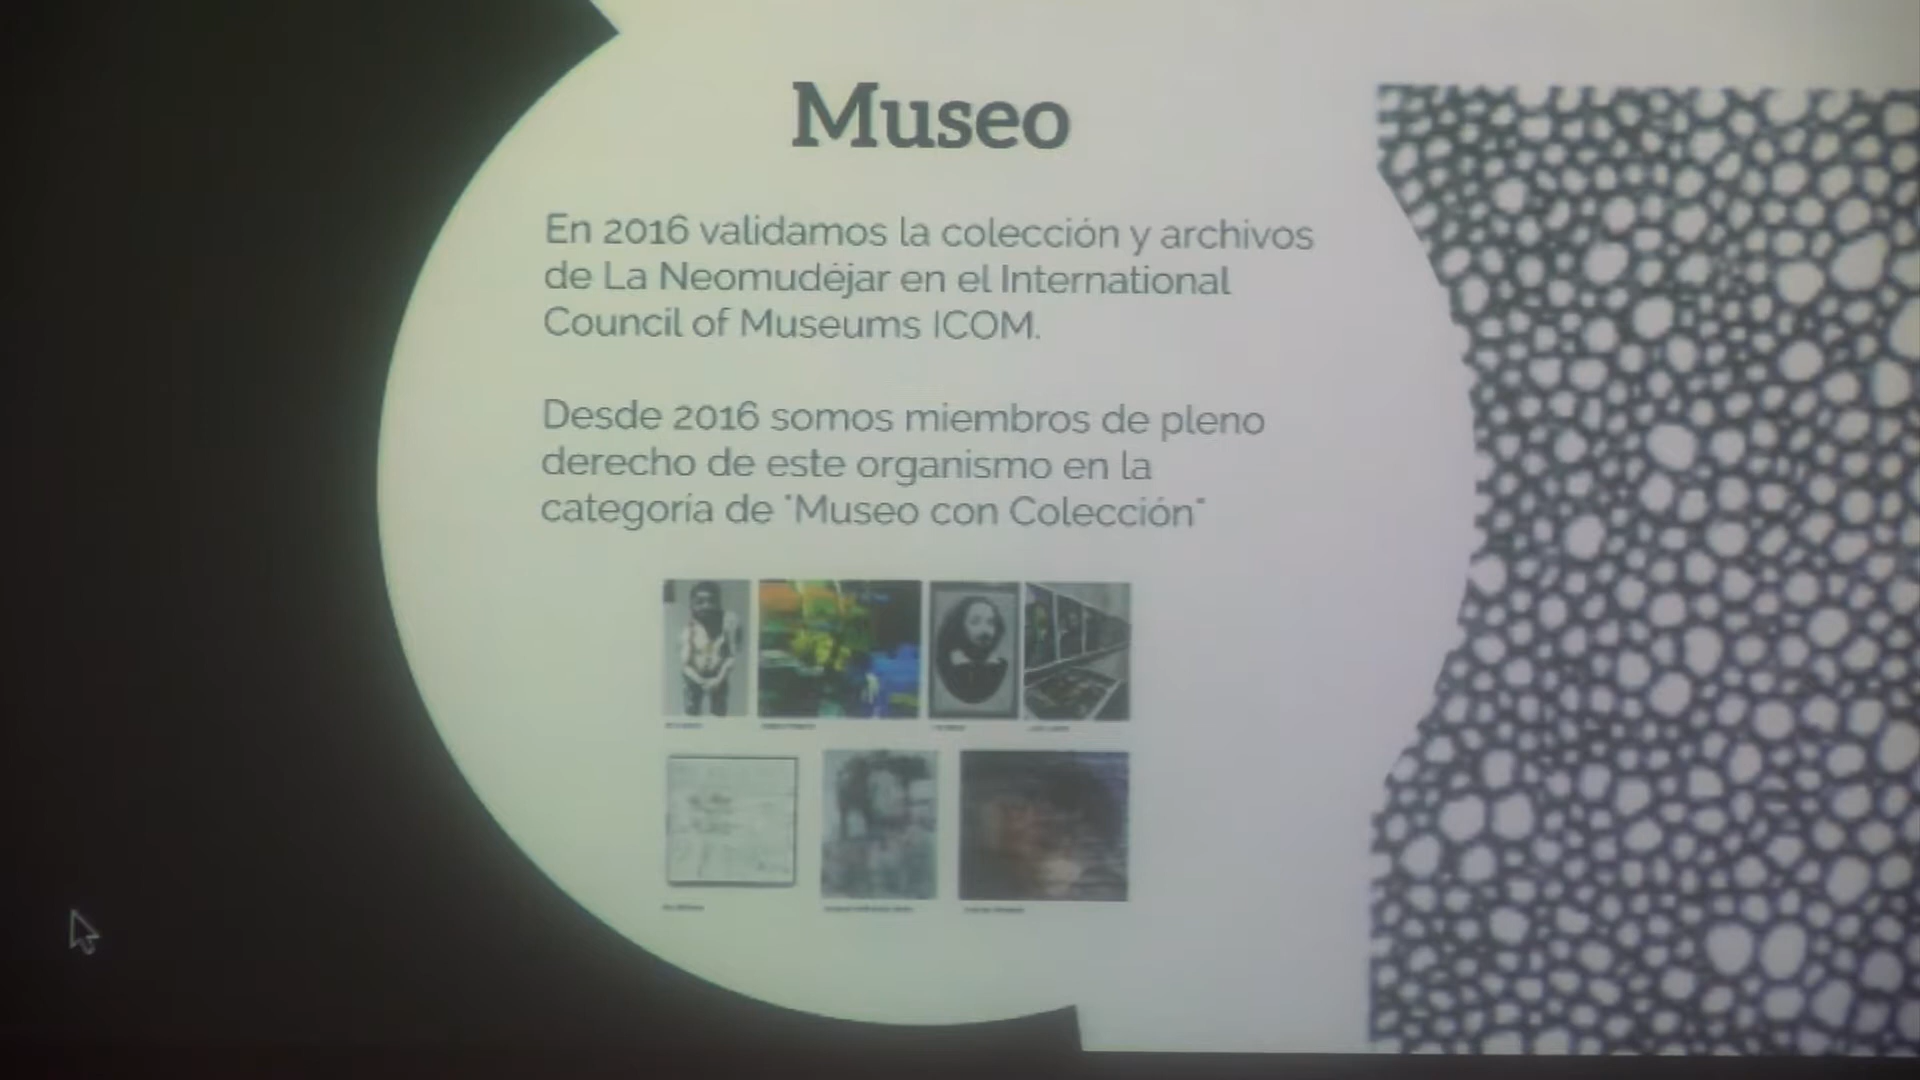 Museo
En 2016 validamos la colección y archivos
de La Neomudéjar en el International
Council of Museums ICOM.
Desde 2016 somos miembros de pleno
derecho de este organismo en la
categoría de "Museo con Colección"